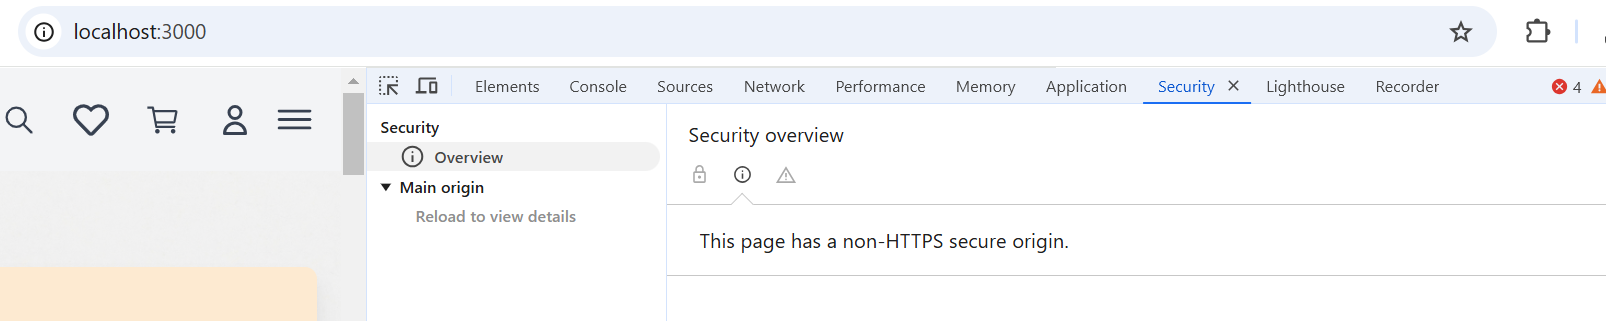 localhost:3000
Elements Console Sources Network Performance Memory Application Security Lighthouse Recorder 4
Security
Overview
Main origin
Reload to view details
Security overview
This page has a non-HTTPS secure origin.